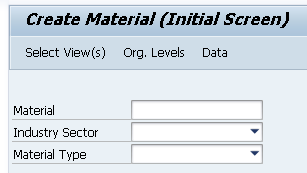 Create Material (Initial Screen)
Select View(s) Org. Levels Data
Material
Industry Sector
Material Type